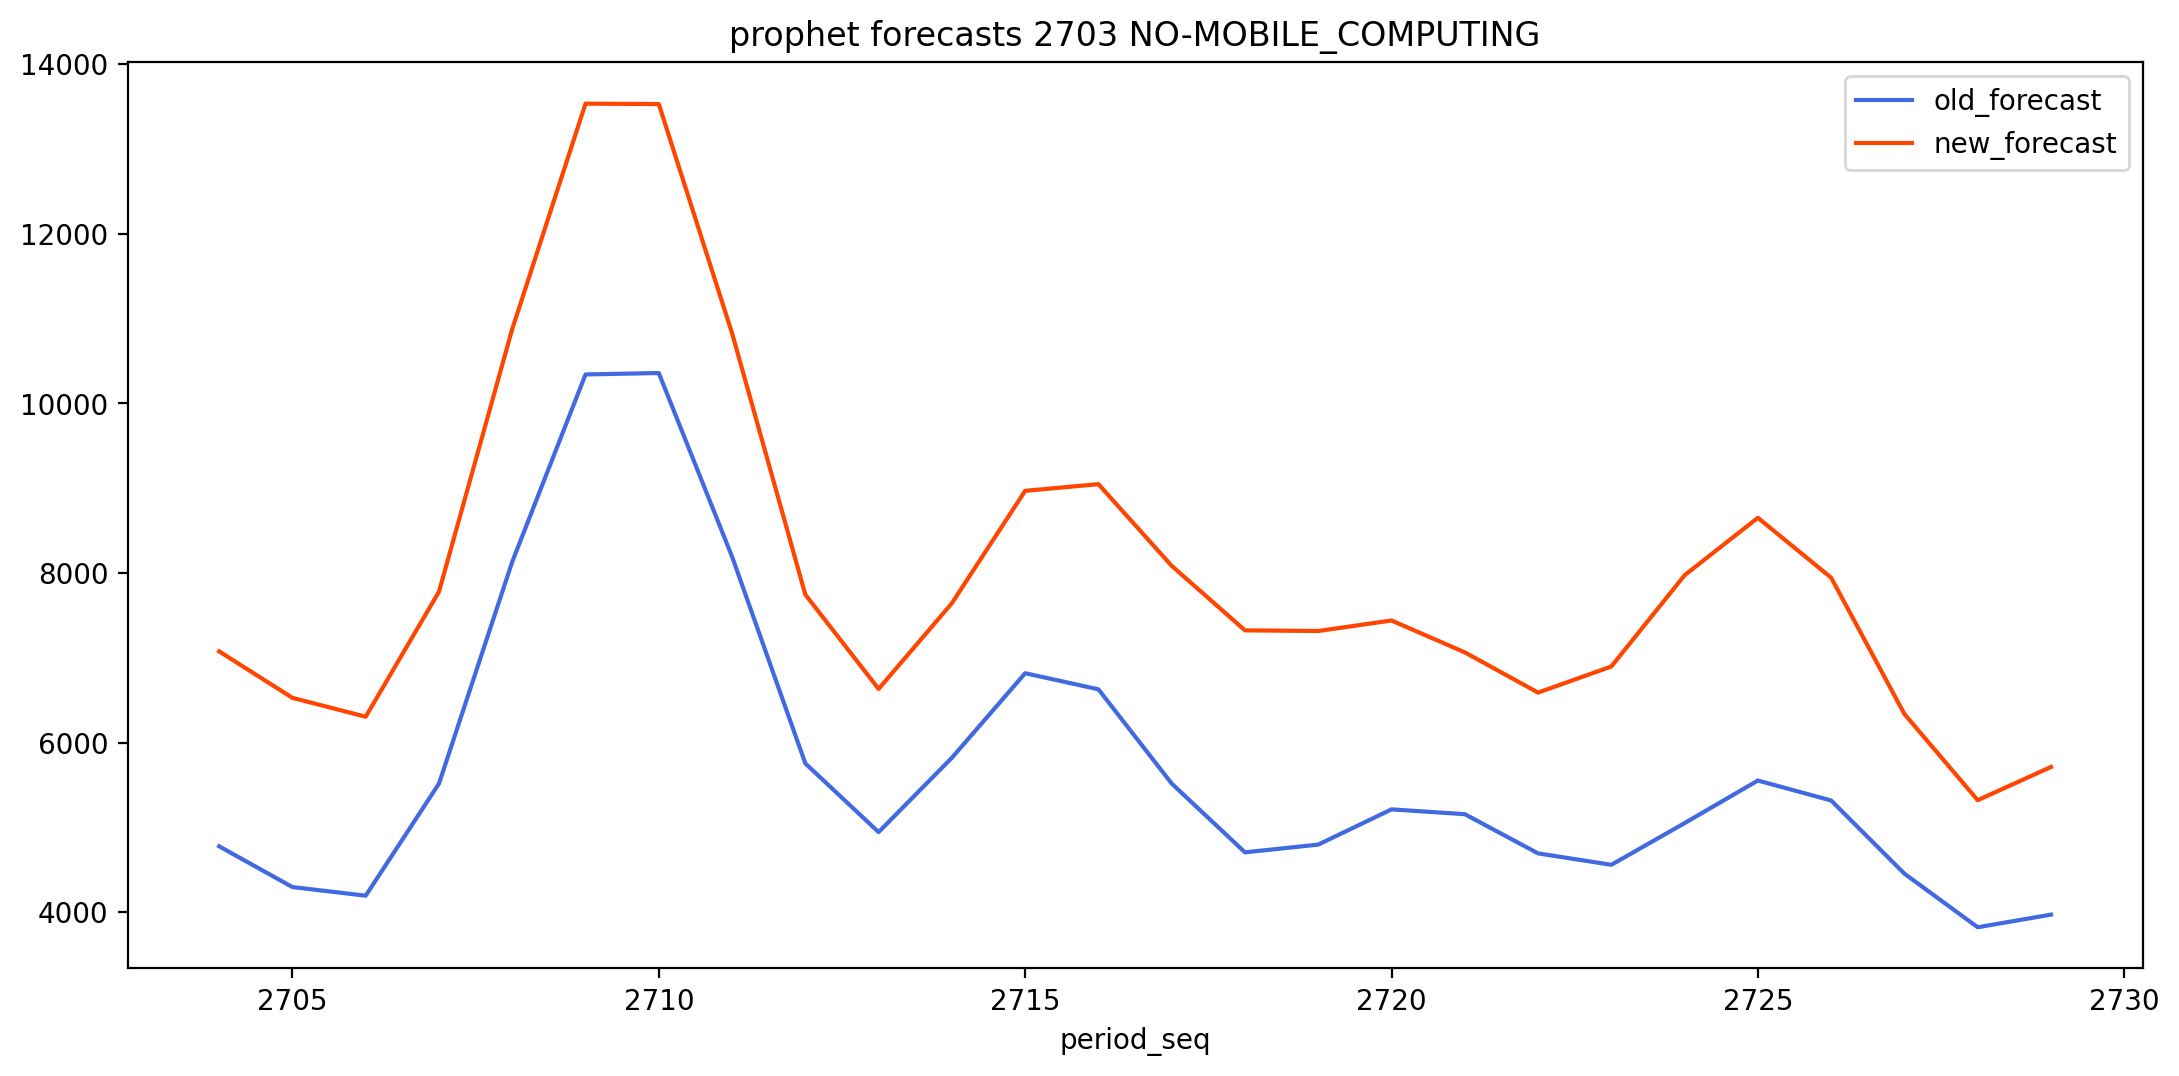 prophet forecasts 2703 NO-MOBILE_COMPUTING
old_forecast
new_forecast
14000
12000
10000
8000
6000
4000
2705 2710 2715 2720 2725 2730
period_seq